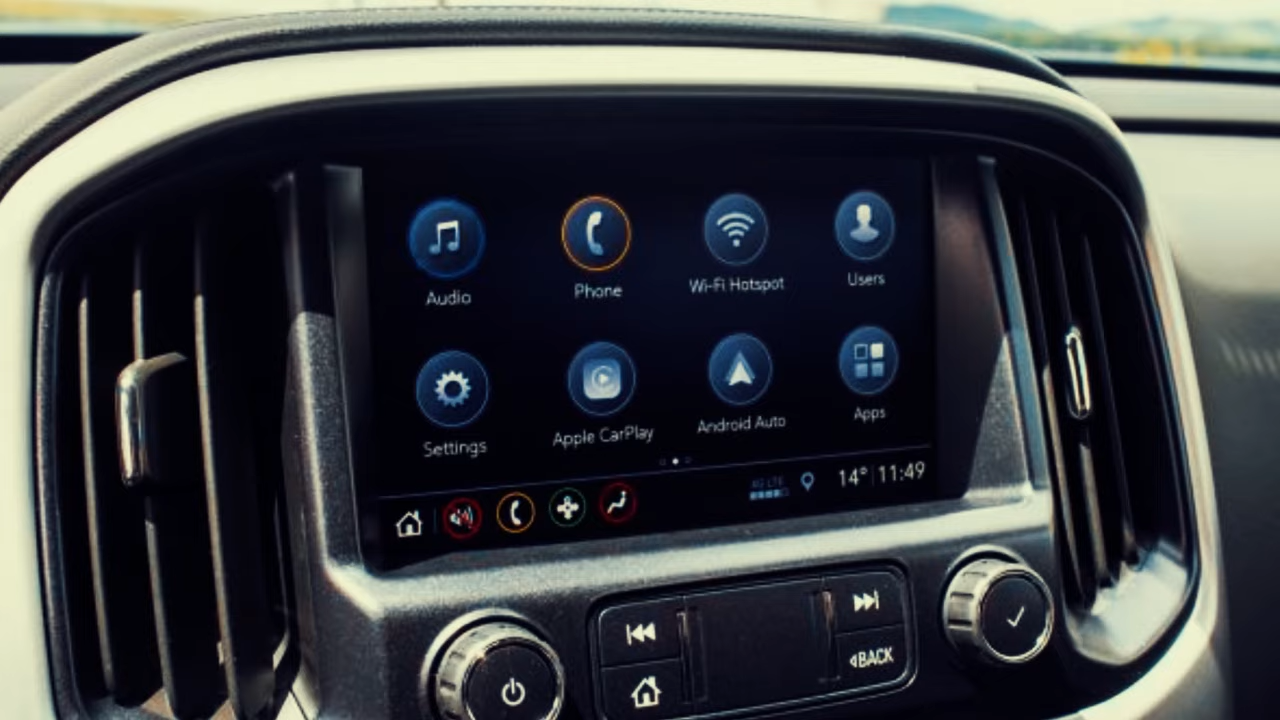 Audio
Phone
Wi-Fi Hotspot
Users
Settings
Apple CarPlay
Android Auto
Apps
4G LTE
14° 11:49
BACK